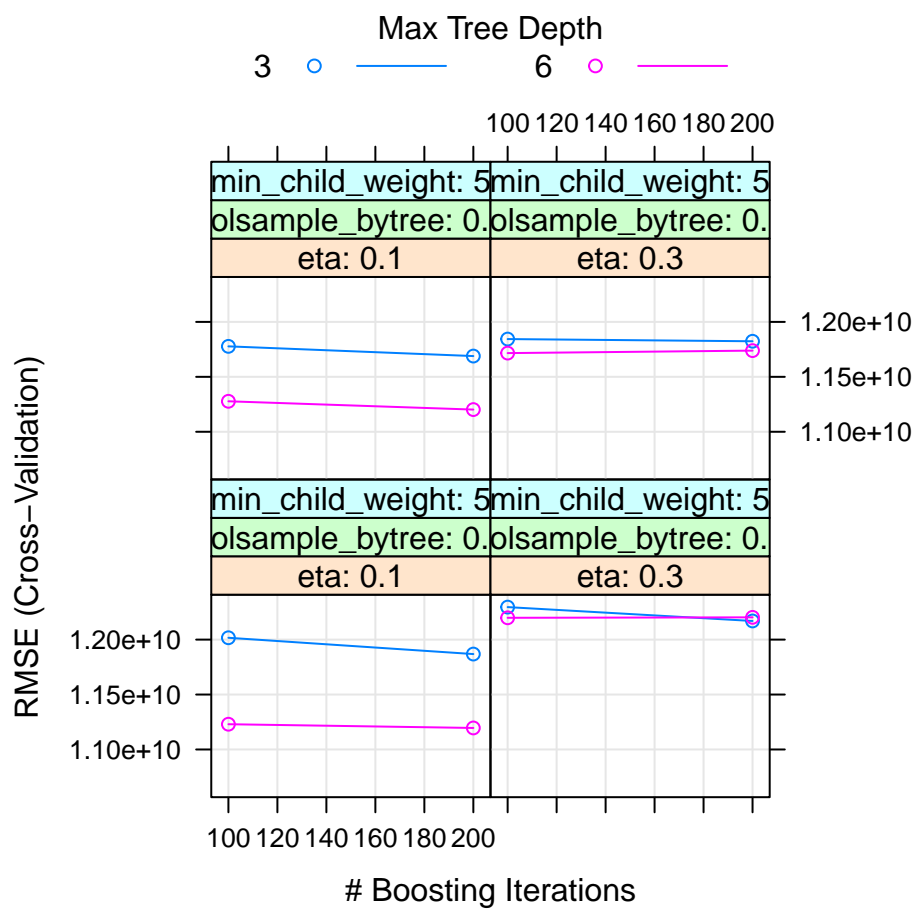 Max Tree Depth
3 6
100 120 140 160 180 200
min_child_weight: 5 min_child_weight: 5
olsample_bytree: 0. olsample_bytree: 0.
eta: 0.1 eta: 0.3
1.20e+10
1.15e+10
1.10e+10
RMSE (Cross−Validation)
min_child_weight: 5 min_child_weight: 5
olsample_bytree: 0. olsample_bytree: 0.
eta: 0.1 eta: 0.3
1.20e+10
1.15e+10
1.10e+10
100 120 140 160 180 200
# Boosting Iterations